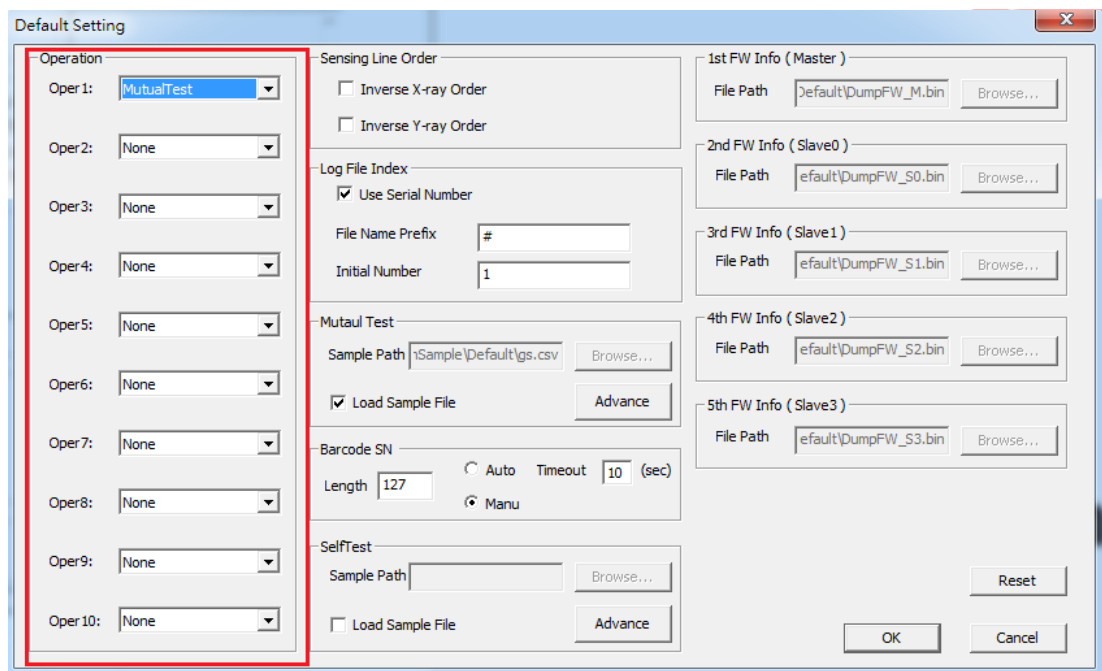 Default Setting
Operation
Oper1: MutualTest
Oper2: None
Oper3: None
Oper4: None
Oper5: None
Oper6: None
Oper7: None
Oper8: None
Oper9: None
Oper10: None
Sensing Line Order
Inverse X-ray Order
Inverse Y-ray Order
Log File Index
Use Serial Number
File Name Prefix #
Initial Number 1
Mutaul Test
Sample Path Sample\Default\gs.csv Browse...
Load Sample File Advance
Barcode SN
Length 127 Auto Timeout 10 (sec)
Manu
SelfTest
Sample Path Browse...
Load Sample File Advance
1st FW Info ( Master )
File Path Default\DumpFW_M.bin Browse...
2nd FW Info ( Slave0 )
File Path efault\DumpFW_S0.bin Browse...
3rd FW Info ( Slave1 )
File Path efault\DumpFW_S1.bin Browse...
4th FW Info ( Slave2 )
File Path efault\DumpFW_S2.bin Browse...
5th FW Info ( Slave3 )
File Path efault\DumpFW_S3.bin Browse...
Reset
OK Cancel